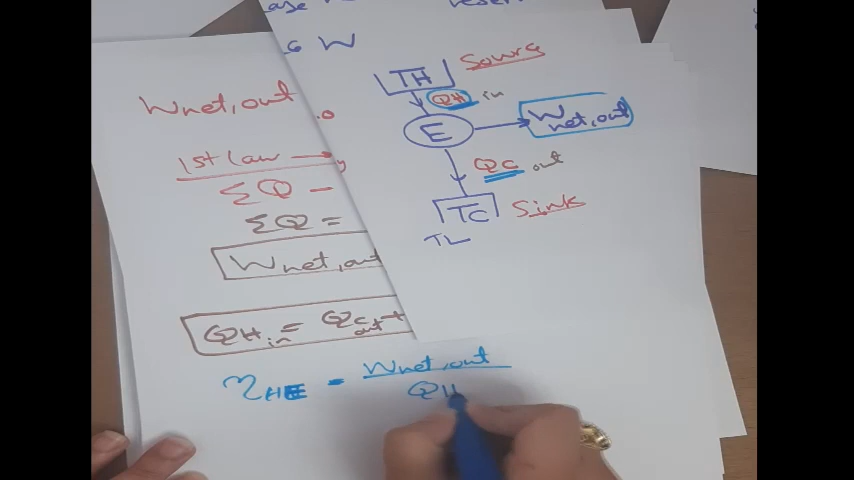 W
TH
Source
QH in
E
W net,out
Qc out
TC
Sink
TL
Wnet,out
1st law →
ΣQ -
ΣQ =
Wnet,out
QH in = Qc out +
ηHE = Wnet,out
QH